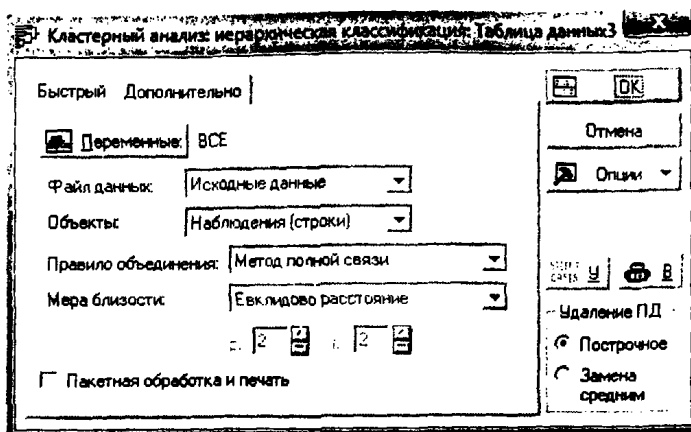 Кластерный анализ: иерархическая классификация: Таблица данных3
Быстрый Дополнительно
OK
Переменные: ВСЕ
Отмена
Файл данных: Исходные данные
Опции
Объекты: Наблюдения (строки)
Правило объединения: Метод полной связи
SELECT CASES У В
Мера близости: Евклидово расстояние
Удаление ПД
2 2
Построчное
Пакетная обработка и печать
Замена
средним